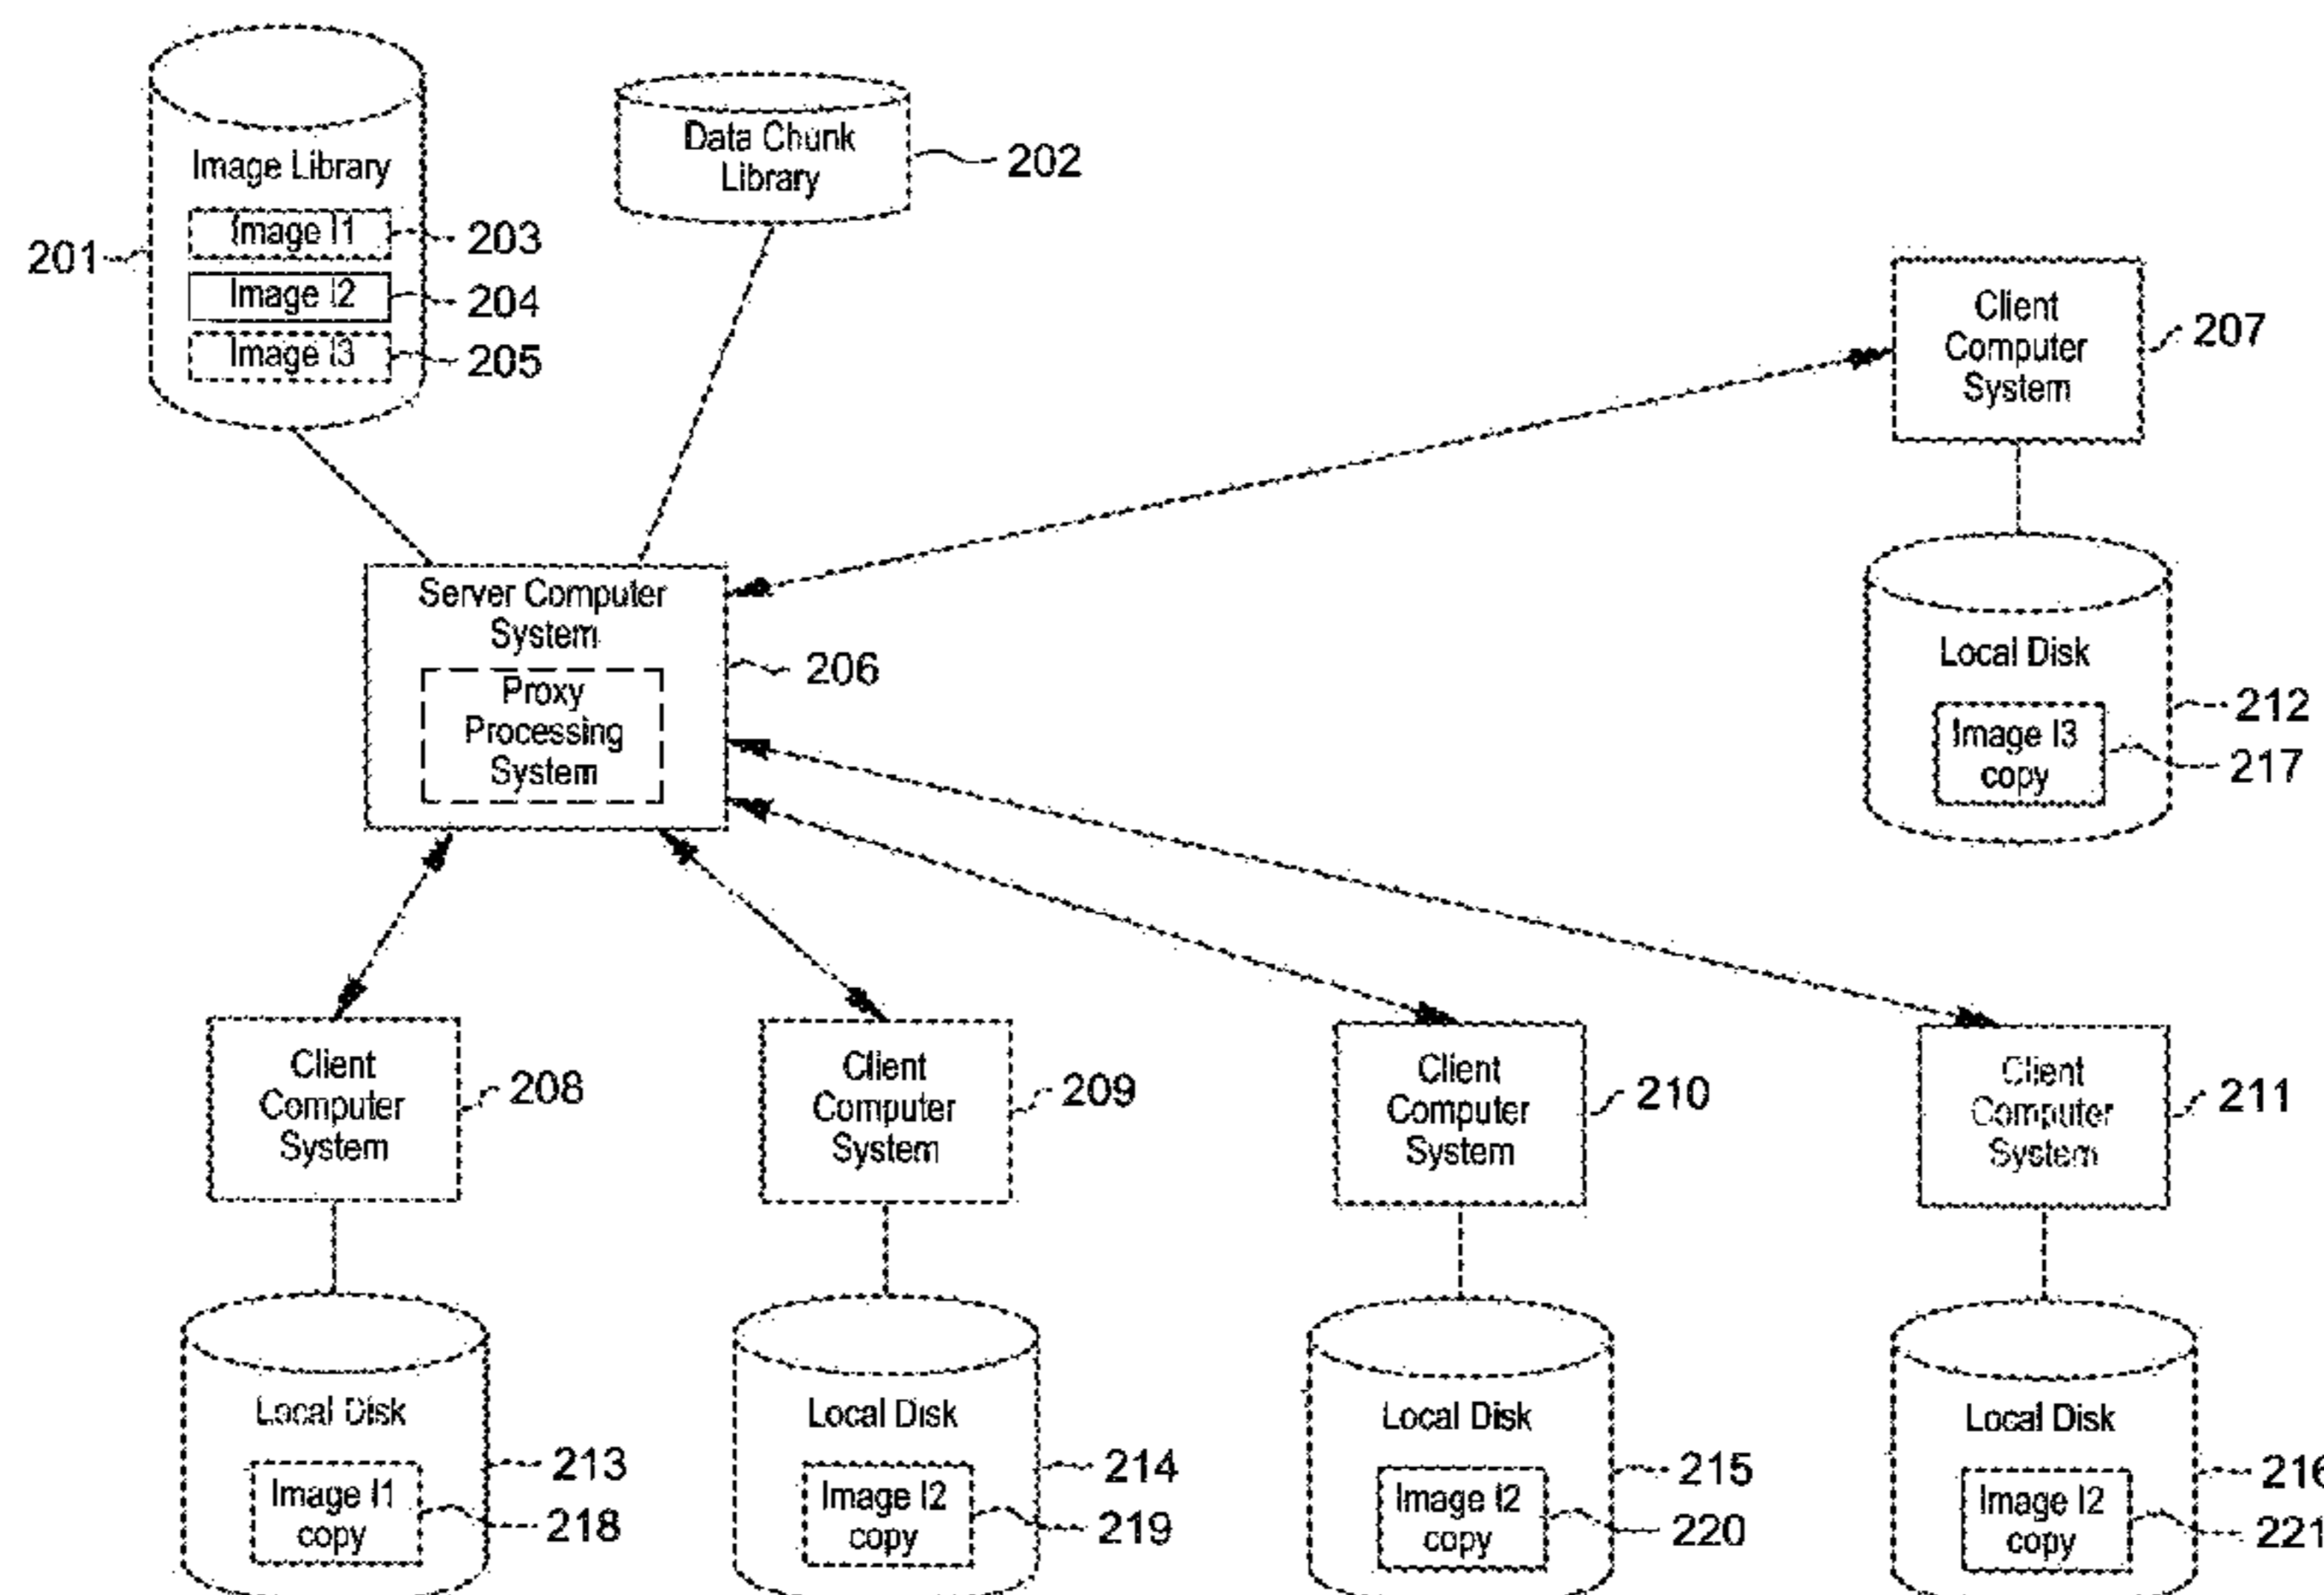 Image Library
Image I1
Image I2
Image I3
201
203
204
205
Data Chunk
Library
202
Client
Computer
System
207
Server Computer
System
Proxy
Processing
System
206
Local Disk
Image I3
copy
212
217
Client
Computer
System
208
Client
Computer
System
209
Client
Computer
System
210
Client
Computer
System
211
Local Disk
Image I1
copy
213
218
Local Disk
Image I2
copy
214
219
Local Disk
Image I2
copy
215
220
Local Disk
Image I2
copy
216
221